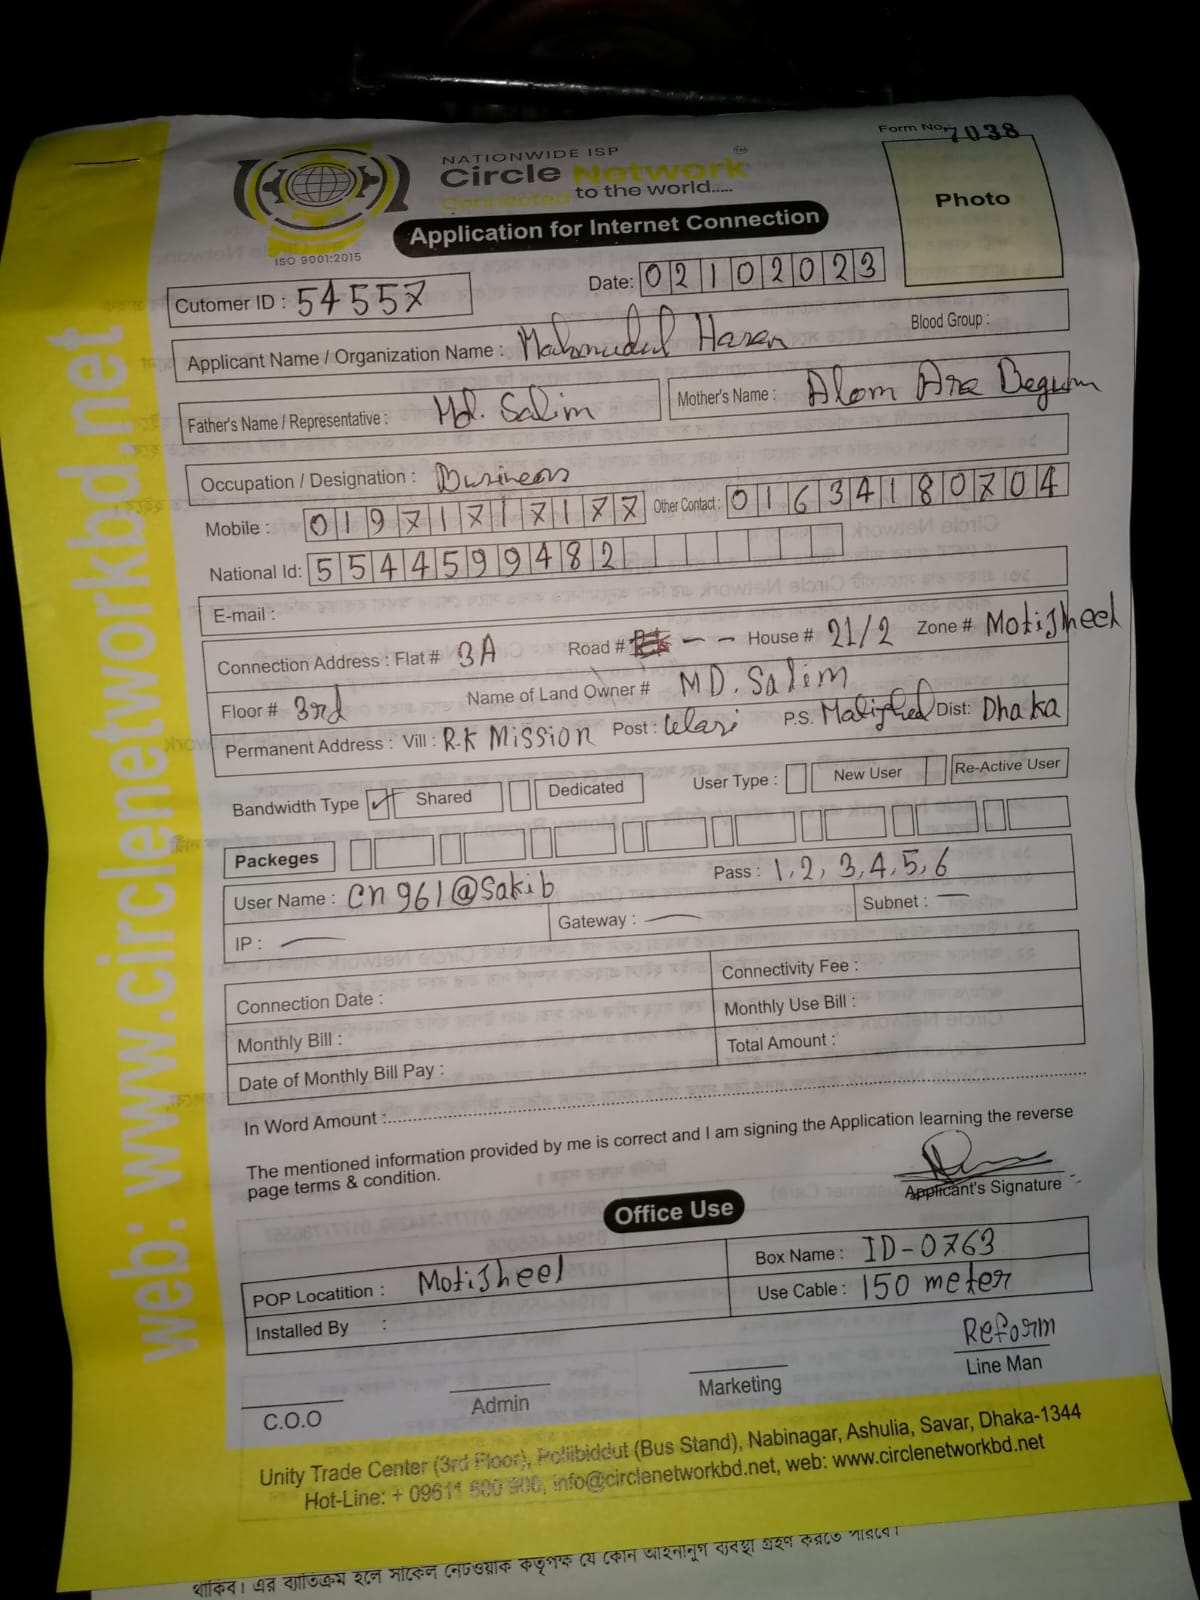 Form No. 7038
NATIONWIDE ISP
Circle Network
Connected to the world.....
ISO 9001:2015
Photo
Application for Internet Connection
Cutomer ID : 54557
Date: 02102023
Applicant Name / Organization Name : Mahmudul Hasan
Blood Group :
Father's Name / Representative : Md. Salim
Mother's Name : Alom Ara Begum
Occupation / Designation : Business
Mobile : 01971717177
Other Contact : 01634180704
National Id: 5544599482
E-mail :
Connection Address : Flat # 3A Road # - - House # 21/2 Zone # Motijheel
Floor # 3rd Name of Land Owner # MD. Salim
Permanent Address : Vill : R.K Mission Post : P.S. Dist: Dhaka
Bandwidth Type ✓ Shared Dedicated User Type : New User Re-Active User
Packeges
User Name : cn961@sakib Pass : 1,2,3,4,5,6
IP : — Gateway : — Subnet : —
Connection Date : Connectivity Fee :
Monthly Bill : Monthly Use Bill :
Date of Monthly Bill Pay : Total Amount :
In Word Amount :
The mentioned information provided by me is correct and I am signing the Application learning the reverse
page terms & condition.
Applicant's Signature
Office Use
POP Locatition : Motijheel Box Name : ID-0763
Installed By : Use Cable : 150 meter
Reform
C.O.O Admin Marketing Line Man
Unity Trade Center (3rd Floor), Pollibiddut (Bus Stand), Nabinagar, Ashulia, Savar, Dhaka-1344
Hot-Line: + 09611 800 900, info@circlenetworkbd.net, web: www.circlenetworkbd.net
web: www.circlenetworkbd.net
থাকিব। এর ব্যতিক্রম হলে সার্কেল নেটওয়ার্ক কর্তৃপক্ষ যে কোন আইনানুগ ব্যবস্থা গ্রহণ করতে পারবে।